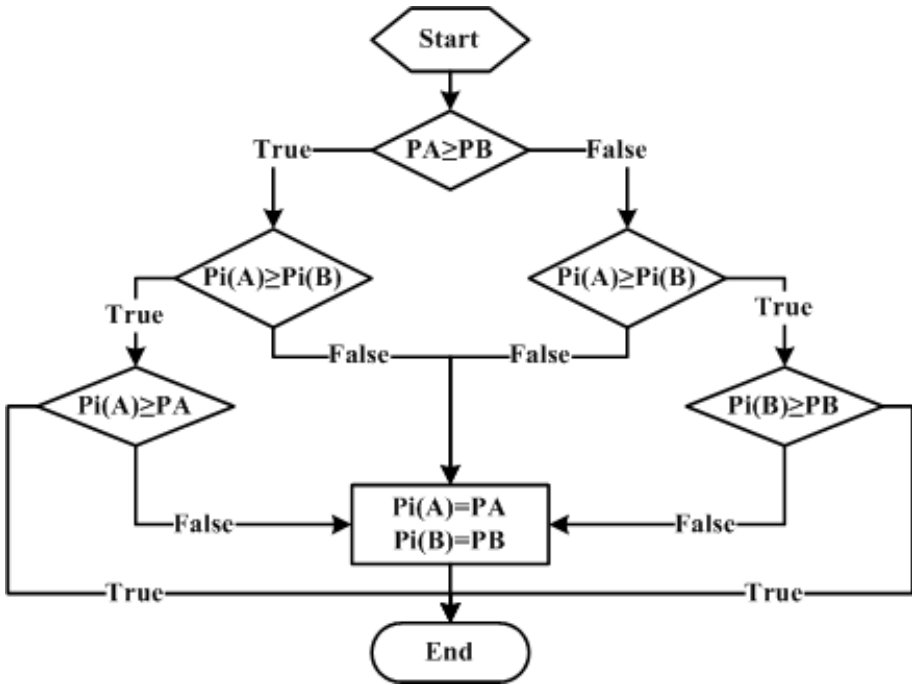 Start
PA≥PB
True
False
Pi(A)≥Pi(B)
Pi(A)≥Pi(B)
True
True
False
False
Pi(A)≥PA
Pi(B)≥PB
Pi(A)=PA
Pi(B)=PB
False
False
True
True
End